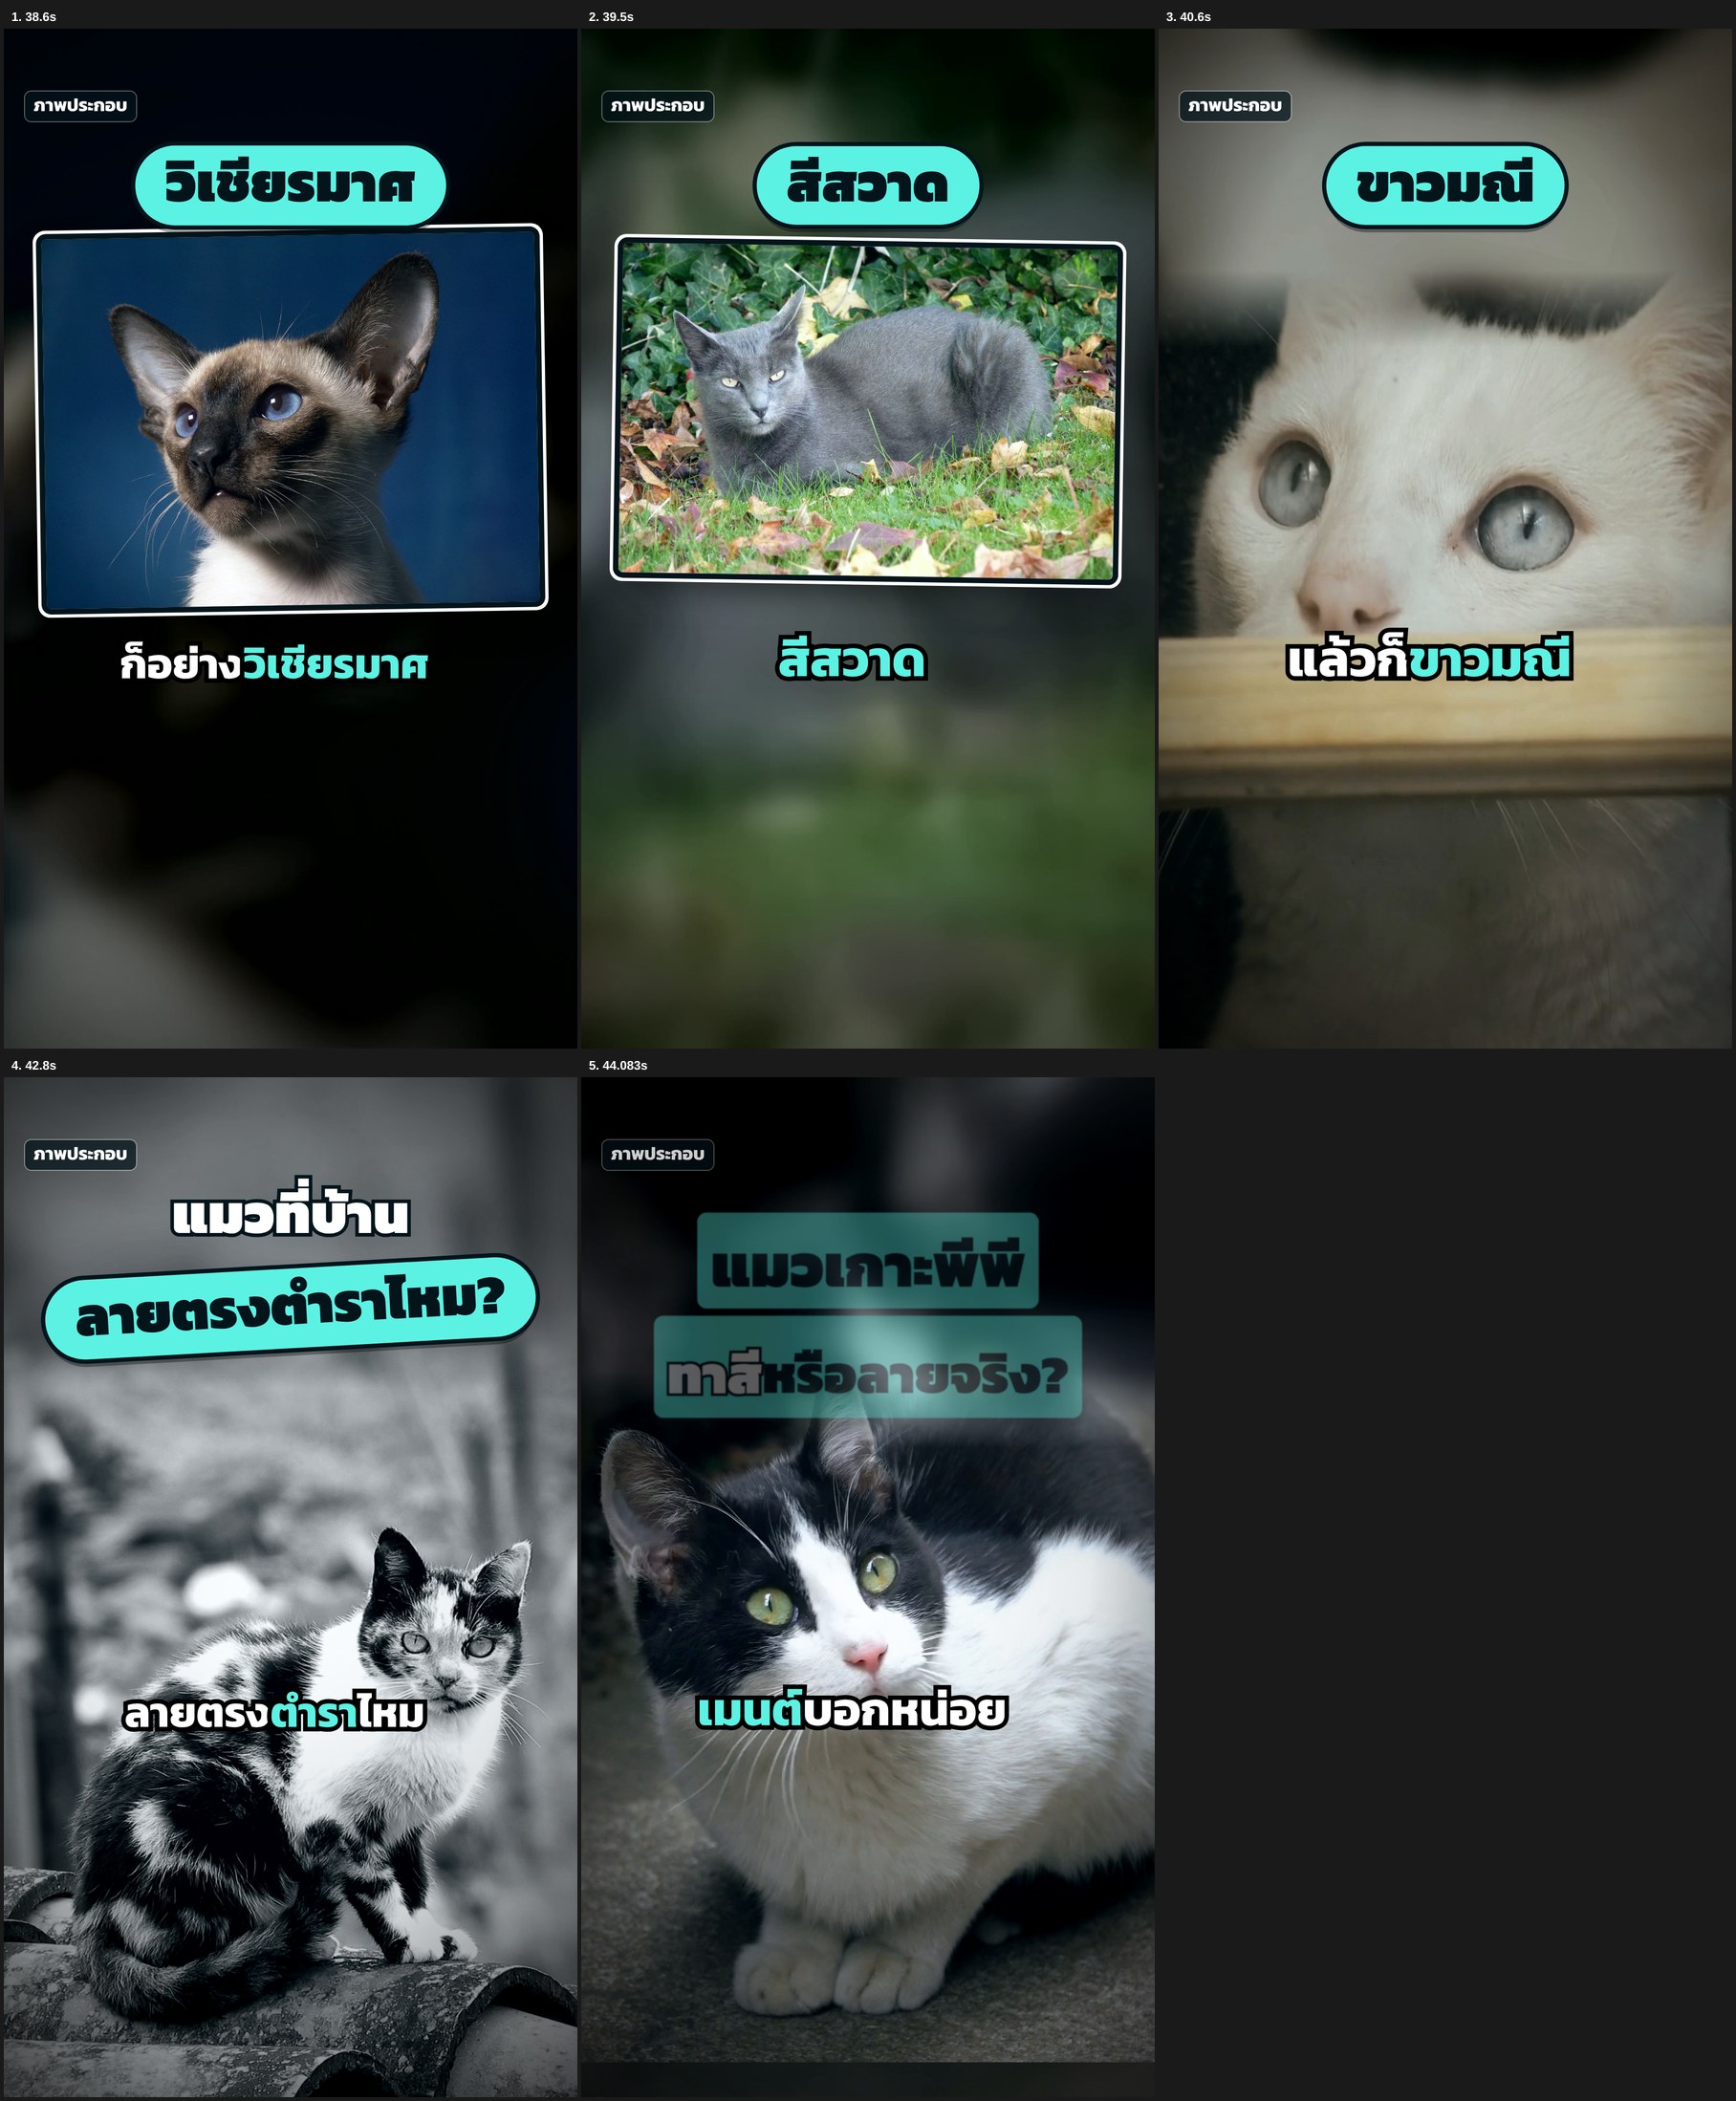 1. 38.6s
ภาพประกอบ
วิเชียรมาศ
ก็อย่างวิเชียรมาศ
2. 39.5s
ภาพประกอบ
สีสวาด
สีสวาด
3. 40.6s
ภาพประกอบ
ขาวมณี
แล้วก็ขาวมณี
4. 42.8s
ภาพประกอบ
แมวที่บ้าน
ลายตรงตำราไหม?
ลายตรงตำราไหม
5. 44.083s
ภาพประกอบ
แมวเกาะพีพี
ทาสีหรือลายจริง?
เมนต์บอกหน่อย